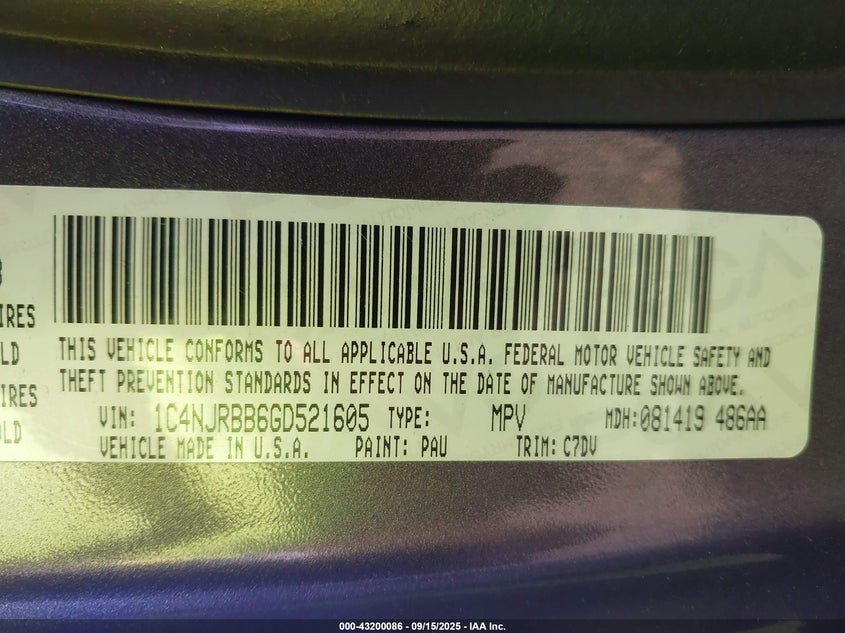 IRES
LD
IRES
OLD
THIS VEHICLE CONFORMS TO ALL APPLICABLE U.S.A. FEDERAL MOTOR VEHICLE SAFETY AND
THEFT PREVENTION STANDARDS IN EFFECT ON THE DATE OF MANUFACTURE SHOWN ABOVE.
VIN: 1C4NJRBB6GD521605 TYPE: MPV MDH:081419 486AA
VEHICLE MADE IN U.S.A. PAINT: PAU TRIM: C7DV
000-43200086 - 09/15/2025 - IAA Inc.